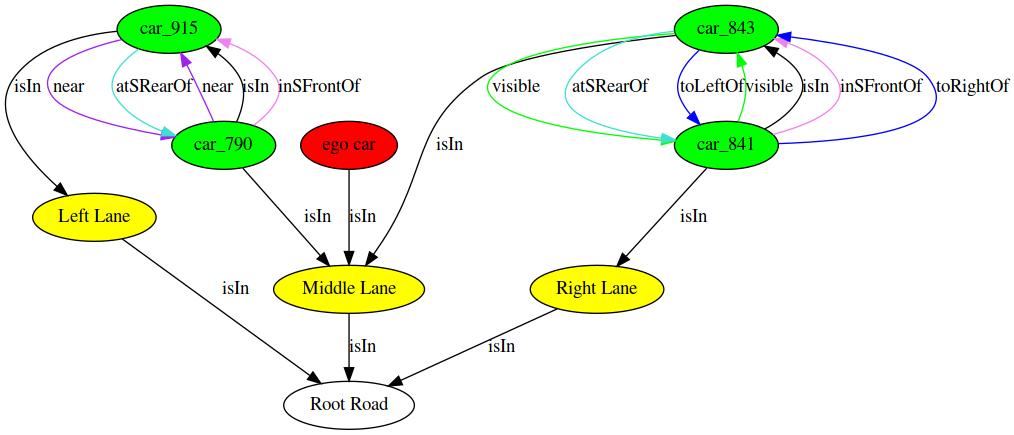 car_915
car_843
isIn
near
atSRearOf
near
isIn
inSFrontOf
visible
atSRearOf
toLeftOf
visible
isIn
inSFrontOf
toRightOf
car_790
ego car
isIn
car_841
Left Lane
isIn
isIn
isIn
isIn
Middle Lane
Right Lane
isIn
isIn
Root Road